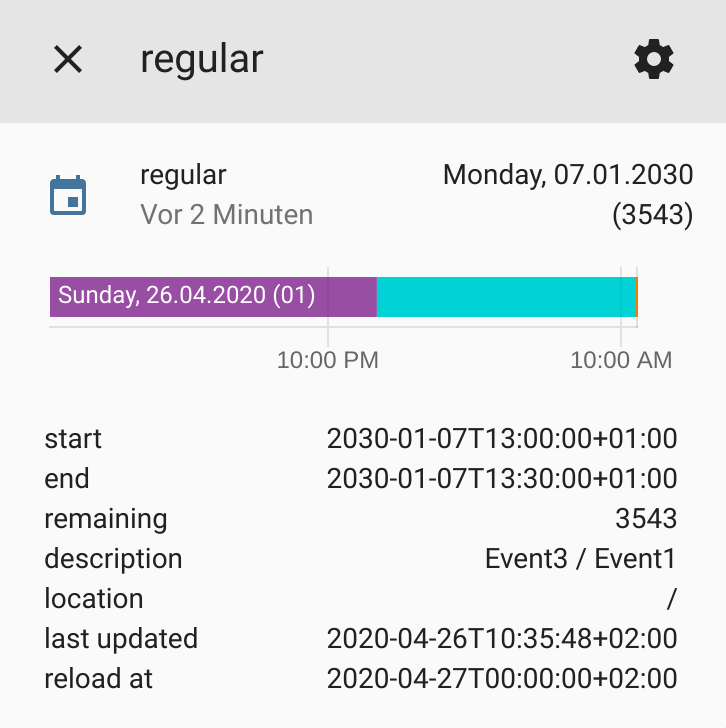 regular
regular Monday, 07.01.2030
Vor 2 Minuten (3543)
Sunday, 26.04.2020 (01)
10:00 PM 10:00 AM
start 2030-01-07T13:00:00+01:00
end 2030-01-07T13:30:00+01:00
remaining 3543
description Event3 / Event1
location /
last updated 2020-04-26T10:35:48+02:00
reload at 2020-04-27T00:00:00+02:00